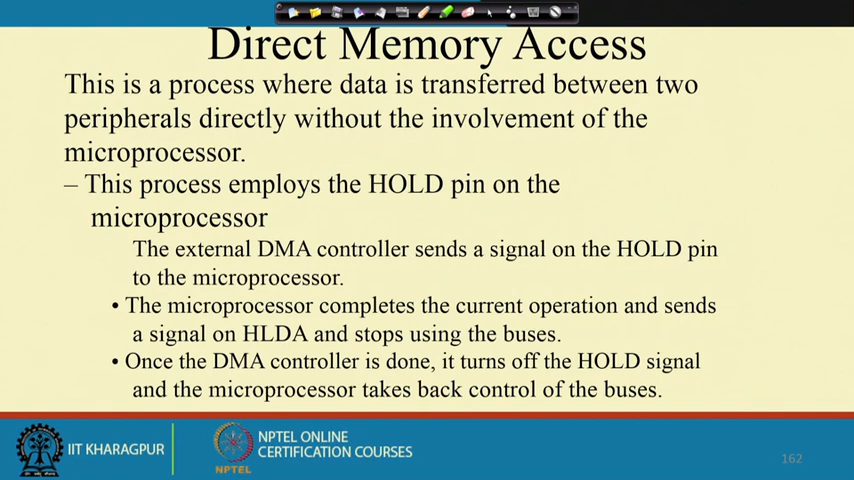 Direct Memory Access
This is a process where data is transferred between two
peripherals directly without the involvement of the
microprocessor.
– This process employs the HOLD pin on the
microprocessor
The external DMA controller sends a signal on the HOLD pin
to the microprocessor.
• The microprocessor completes the current operation and sends
a signal on HLDA and stops using the buses.
• Once the DMA controller is done, it turns off the HOLD signal
and the microprocessor takes back control of the buses.
IIT KHARAGPUR
NPTEL
NPTEL ONLINE
CERTIFICATION COURSES
162